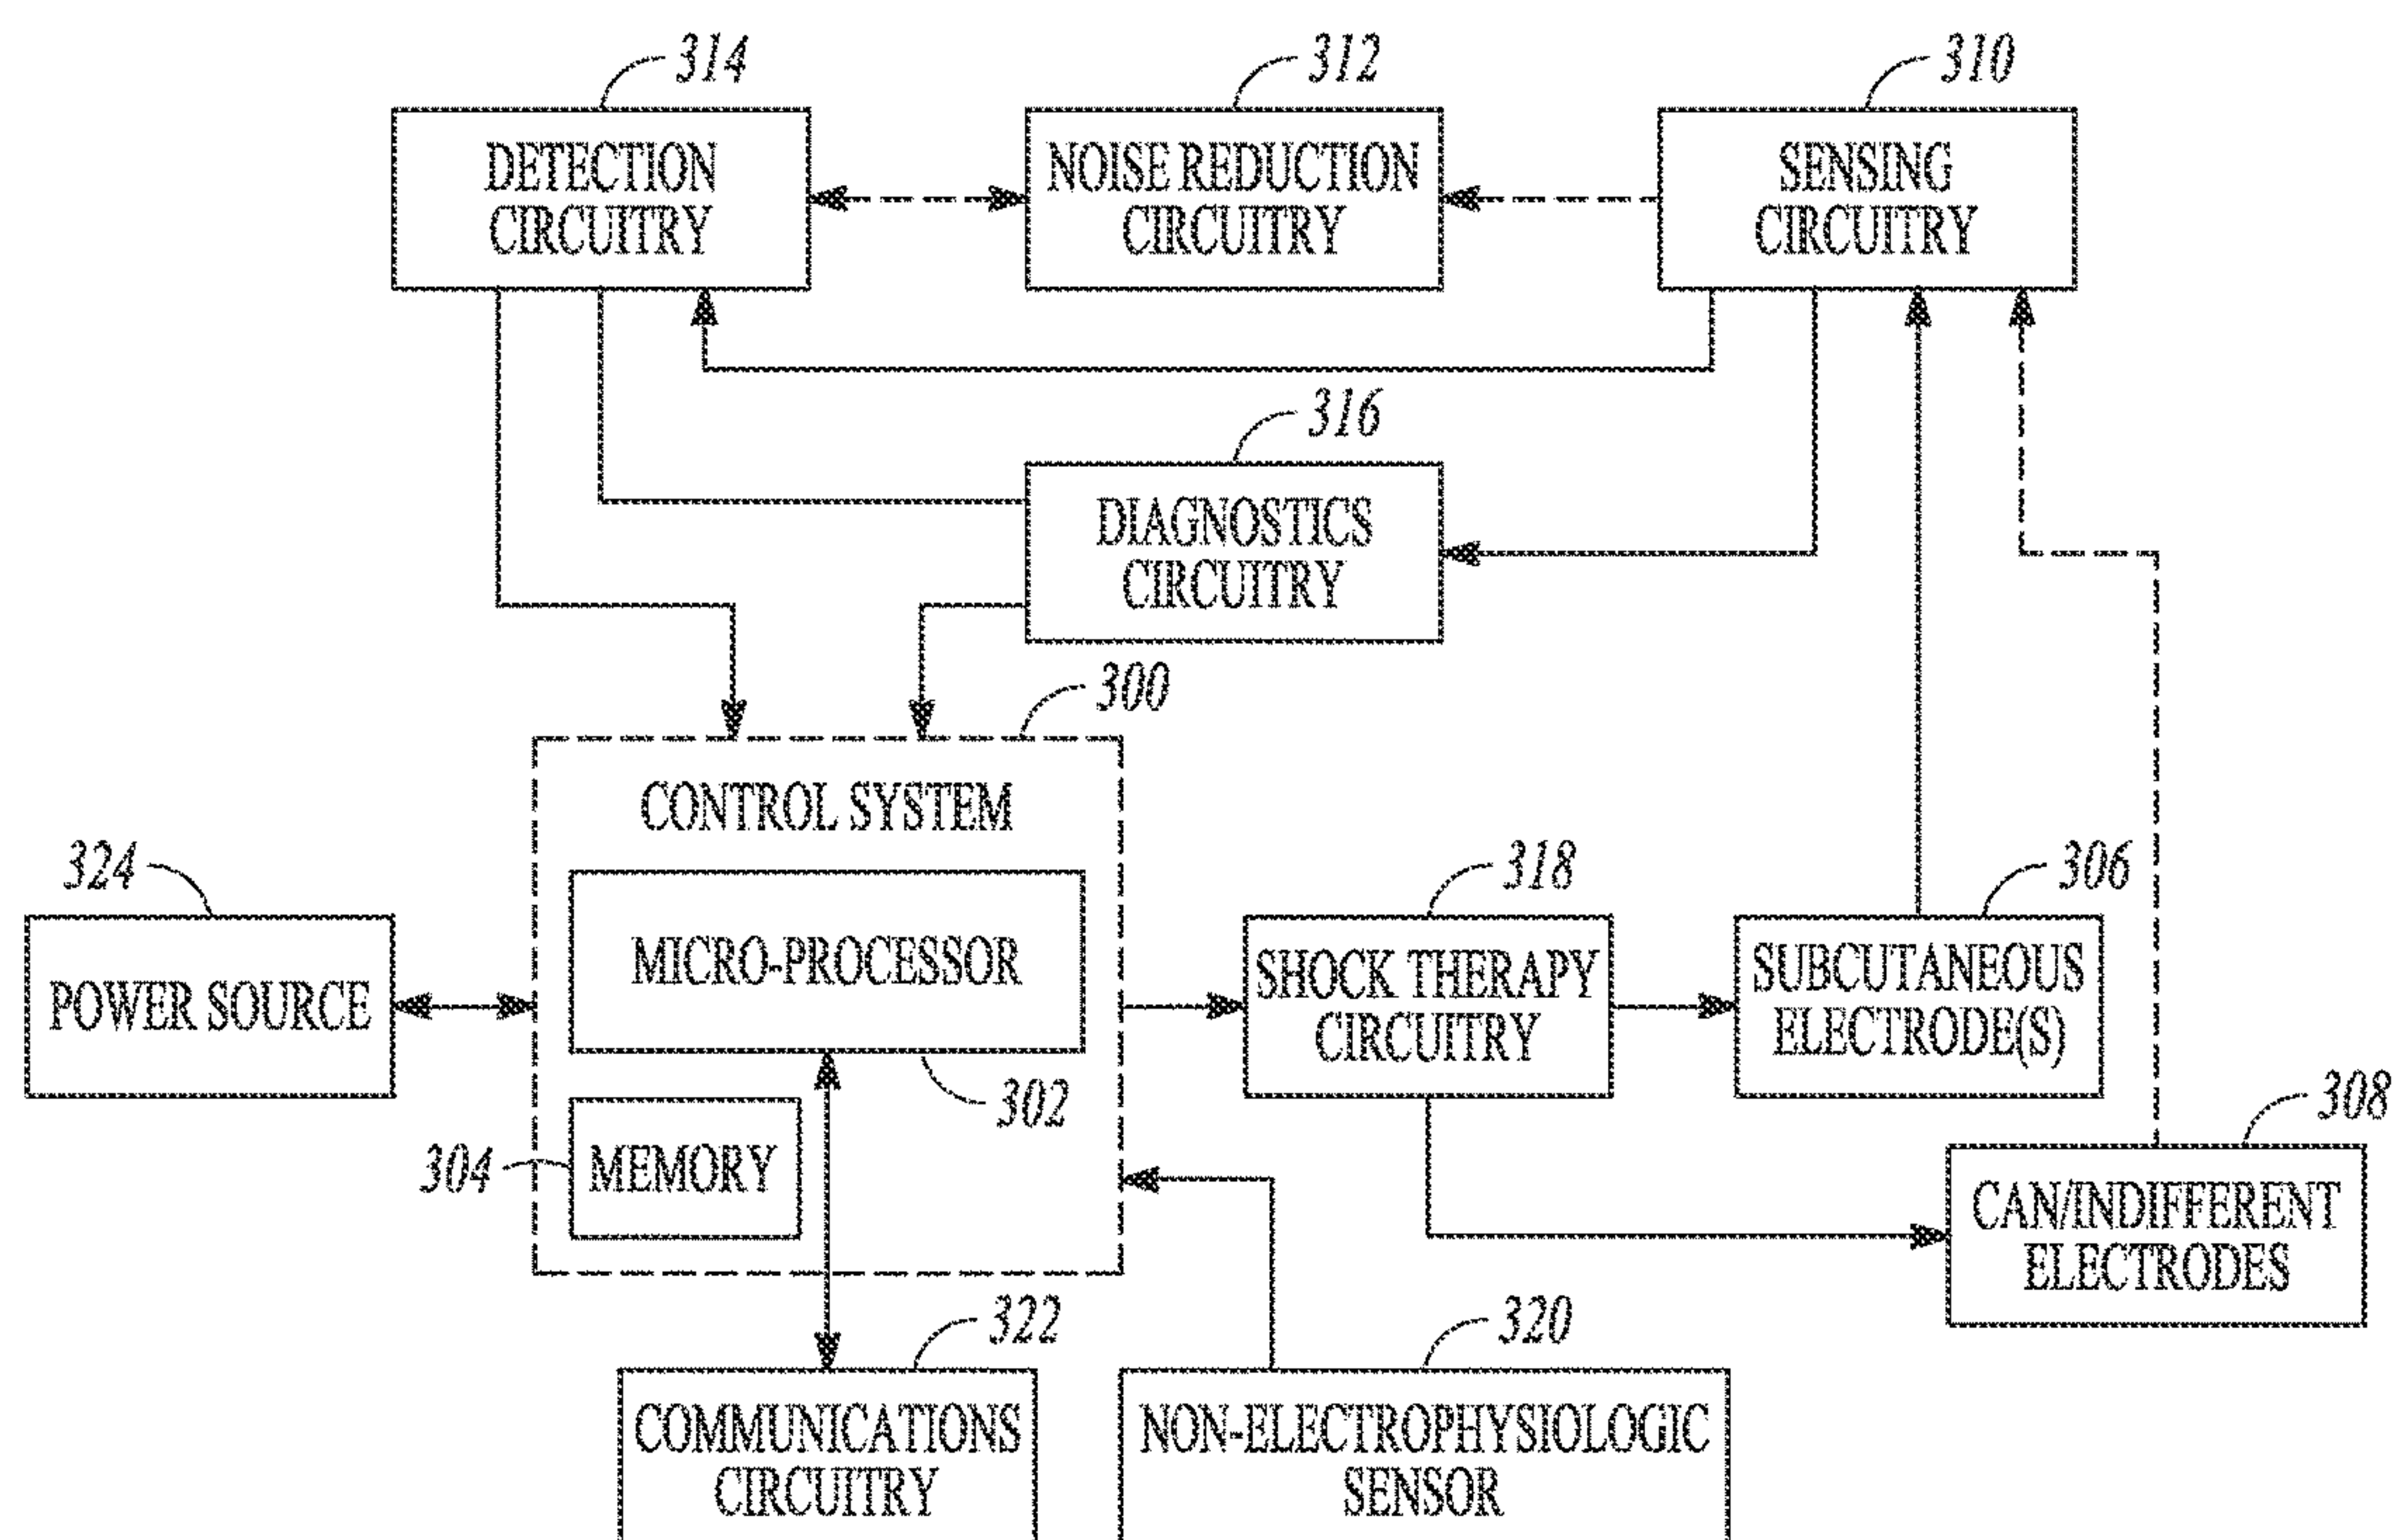 314
312
310
DETECTION
CIRCUITRY
NOISE REDUCTION
CIRCUITRY
SENSING
CIRCUITRY
316
DIAGNOSTICS
CIRCUITRY
300
CONTROL SYSTEM
324
POWER SOURCE
MICRO-PROCESSOR
302
304
MEMORY
318
SHOCK THERAPY
CIRCUITRY
306
SUBCUTANEOUS
ELECTRODE(S)
308
CAN/INDIFFERENT
ELECTRODES
322
COMMUNICATIONS
CIRCUITRY
320
NON-ELECTROPHYSIOLOGIC
SENSOR